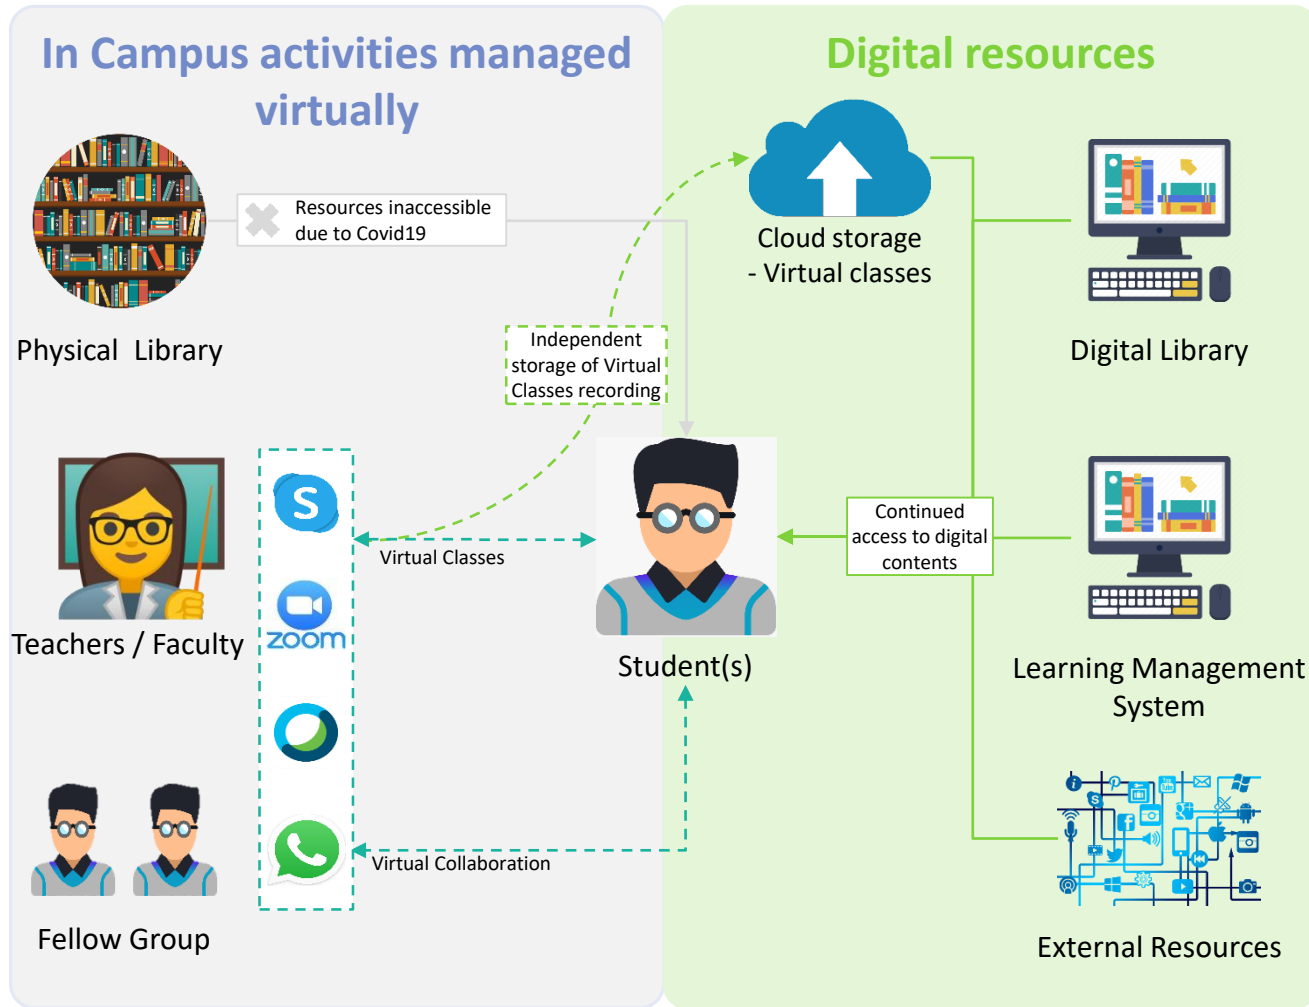 In Campus activities managed
virtually
Digital resources
Resources inaccessible
due to Covid19
Physical Library
Cloud storage
- Virtual classes
Digital Library
Independent
storage of Virtual
Classes recording
S
Virtual Classes
zoom
Teachers / Faculty
Student(s)
Continued
access to digital
contents
Learning Management
System
Virtual Collaboration
Fellow Group
External Resources